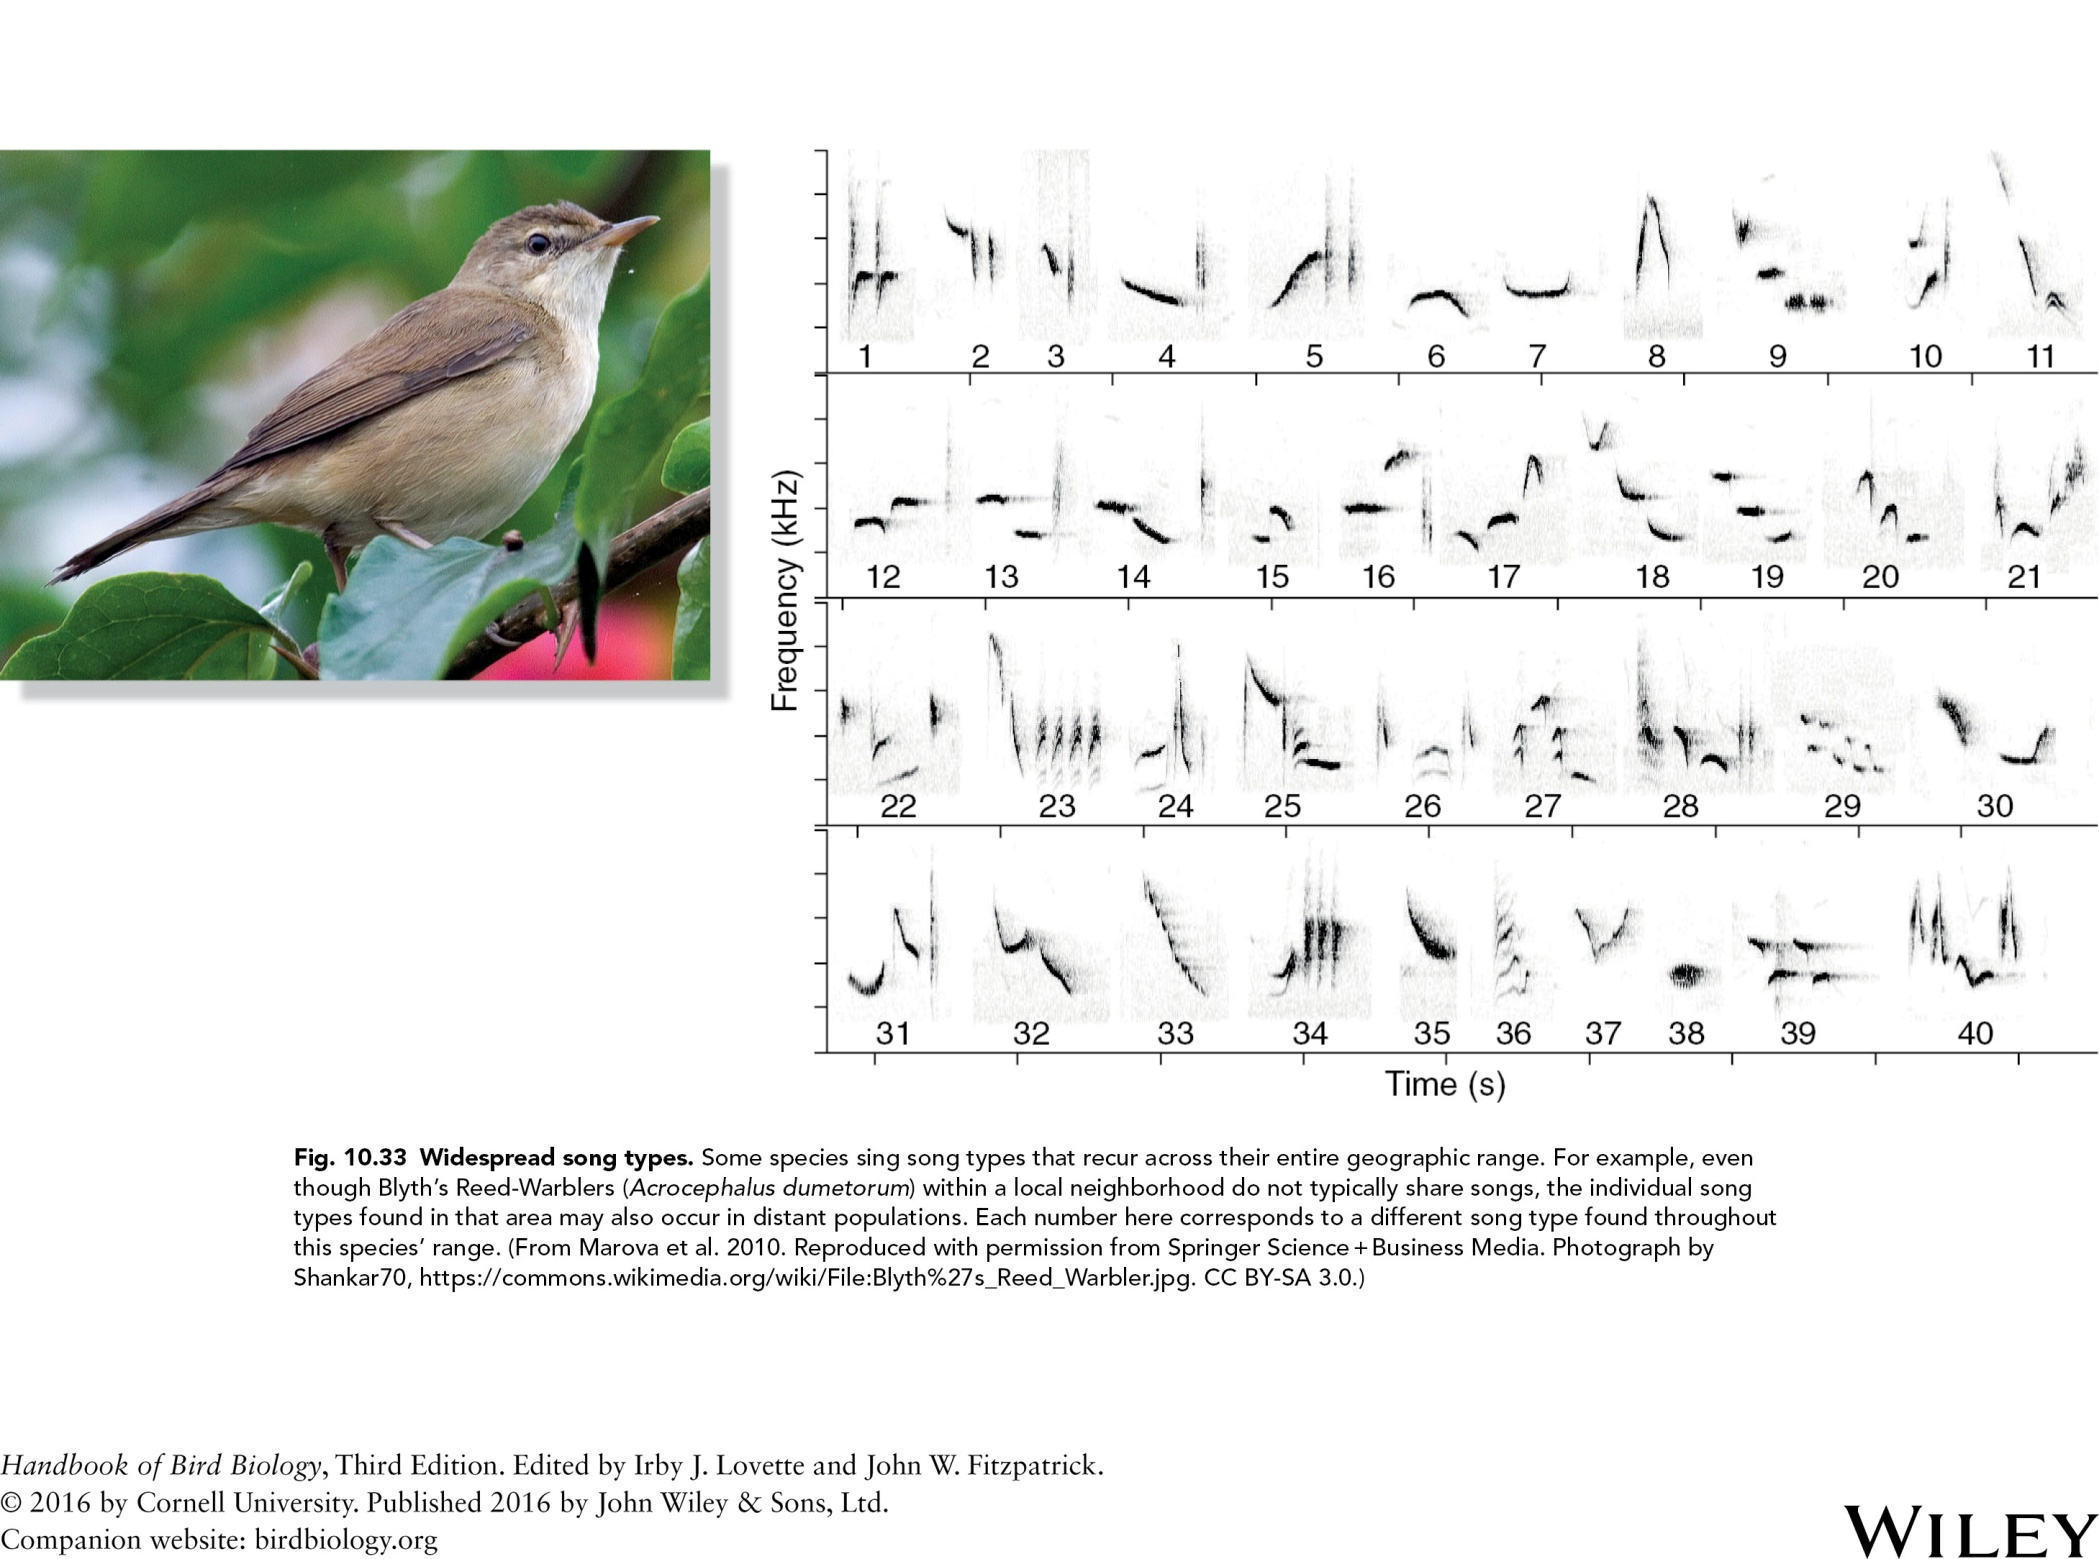 1 2 3 4 5 6 7 8 9 10 11
12 13 14 15 16 17 18 19 20 21
22 23 24 25 26 27 28 29 30
31 32 33 34 35 36 37 38 39 40
Frequency (kHz)
Time (s)
Fig. 10.33 Widespread song types. Some species sing song types that recur across their entire geographic range. For example, even
though Blyth’s Reed-Warblers (Acrocephalus dumetorum) within a local neighborhood do not typically share songs, the individual song
types found in that area may also occur in distant populations. Each number here corresponds to a different song type found throughout
this species’ range. (From Marova et al. 2010. Reproduced with permission from Springer Science+Business Media. Photograph by
Shankar70, https://commons.wikimedia.org/wiki/File:Blyth%27s_Reed_Warbler.jpg. CC BY-SA 3.0.)
Handbook of Bird Biology, Third Edition. Edited by Irby J. Lovette and John W. Fitzpatrick.
© 2016 by Cornell University. Published 2016 by John Wiley & Sons, Ltd.
Companion website: birdbiology.org
WILEY